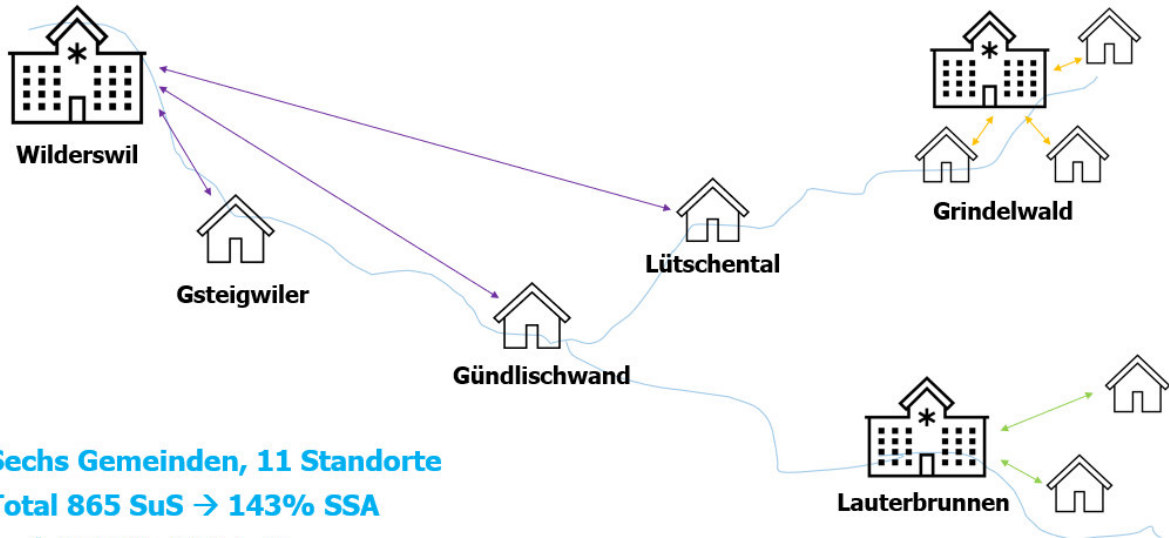 Wilderswil
Grindelwald
Lütschental
Gsteigwiler
Gündlischwand
Lauterbrunnen
Sechs Gemeinden, 11 Standorte
Total 865 SuS → 143% SSA